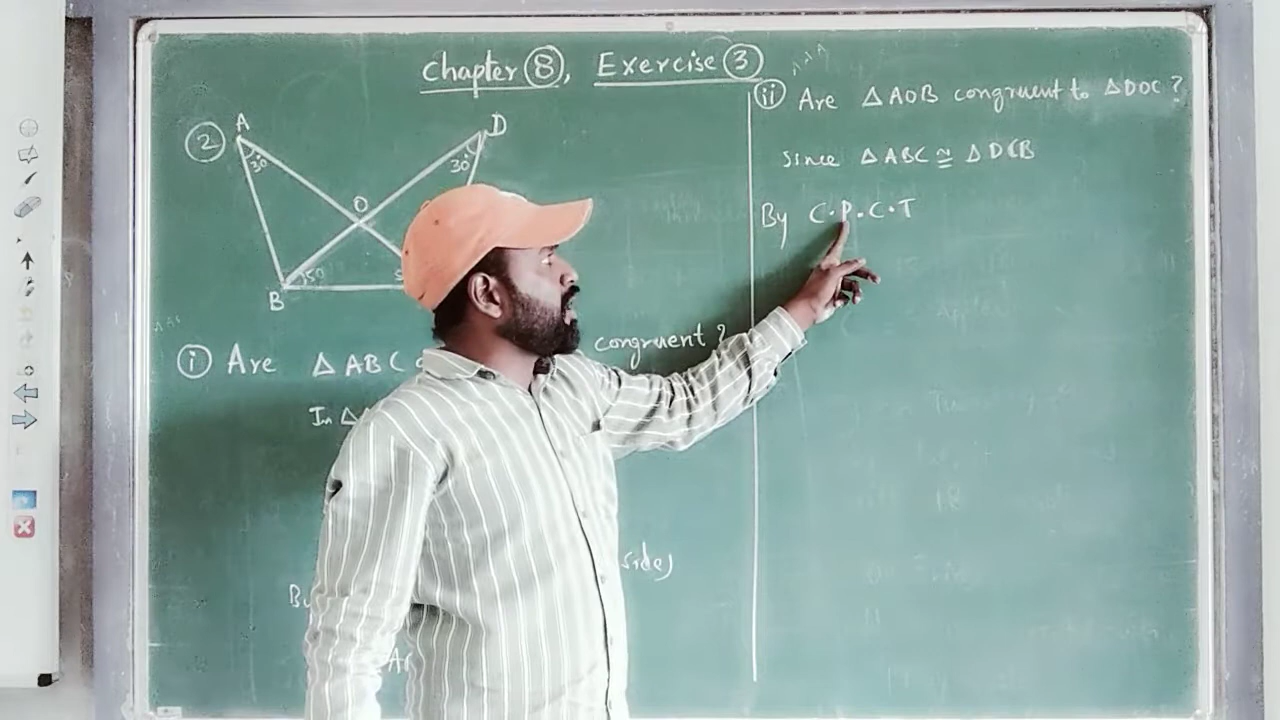 Chapter 8, Exercise 3
2
A
D
30
30
O
B
i Are △ABC congruent ?
In △
side)
By
ii Are △AOB congruent to △DOC ?
since △ABC ≅ △DCB
By C.P.C.T